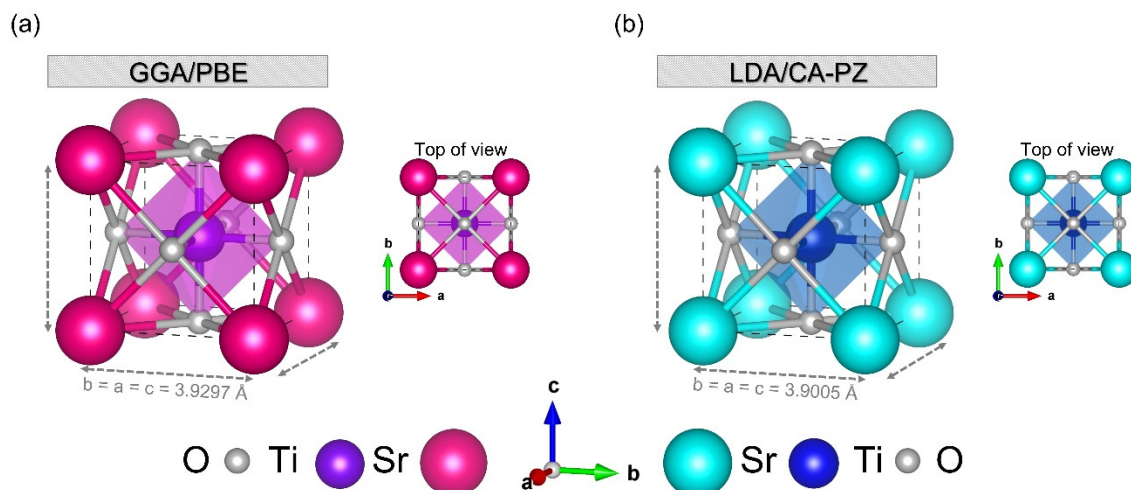 (a)
GGA/PBE
Top of view
b
a
b = a = c = 3.9297 Å
(b)
LDA/CA-PZ
Top of view
b
a
b = a = c = 3.9005 Å
c
b
a
O Ti Sr
Sr Ti O